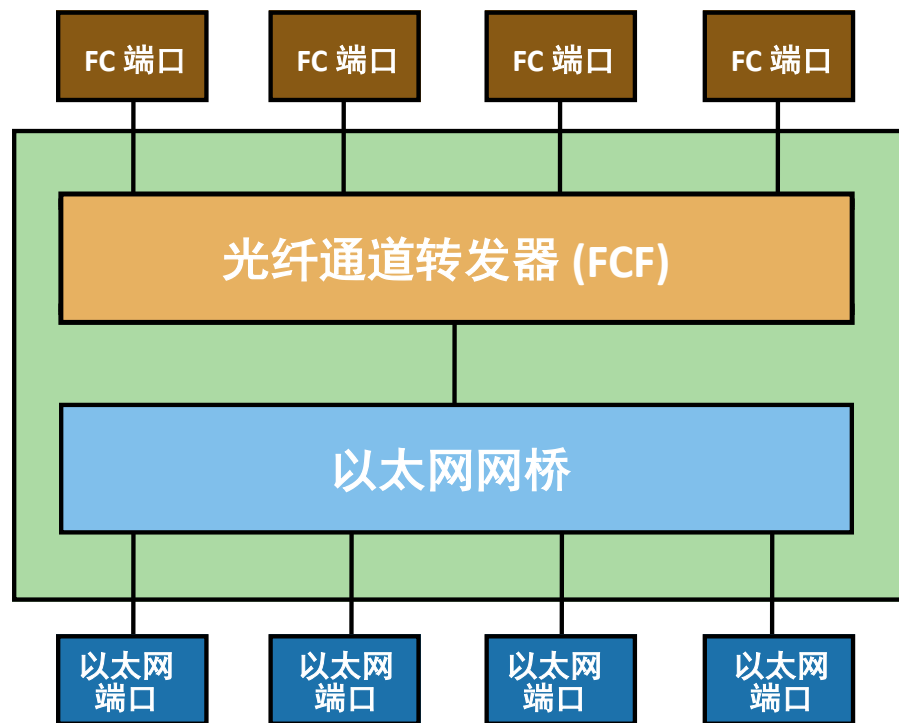 FC 端口
FC 端口
FC 端口
FC 端口
光纤通道转发器 (FCF)
以太网网桥
以太网
端口
以太网
端口
以太网
端口
以太网
端口